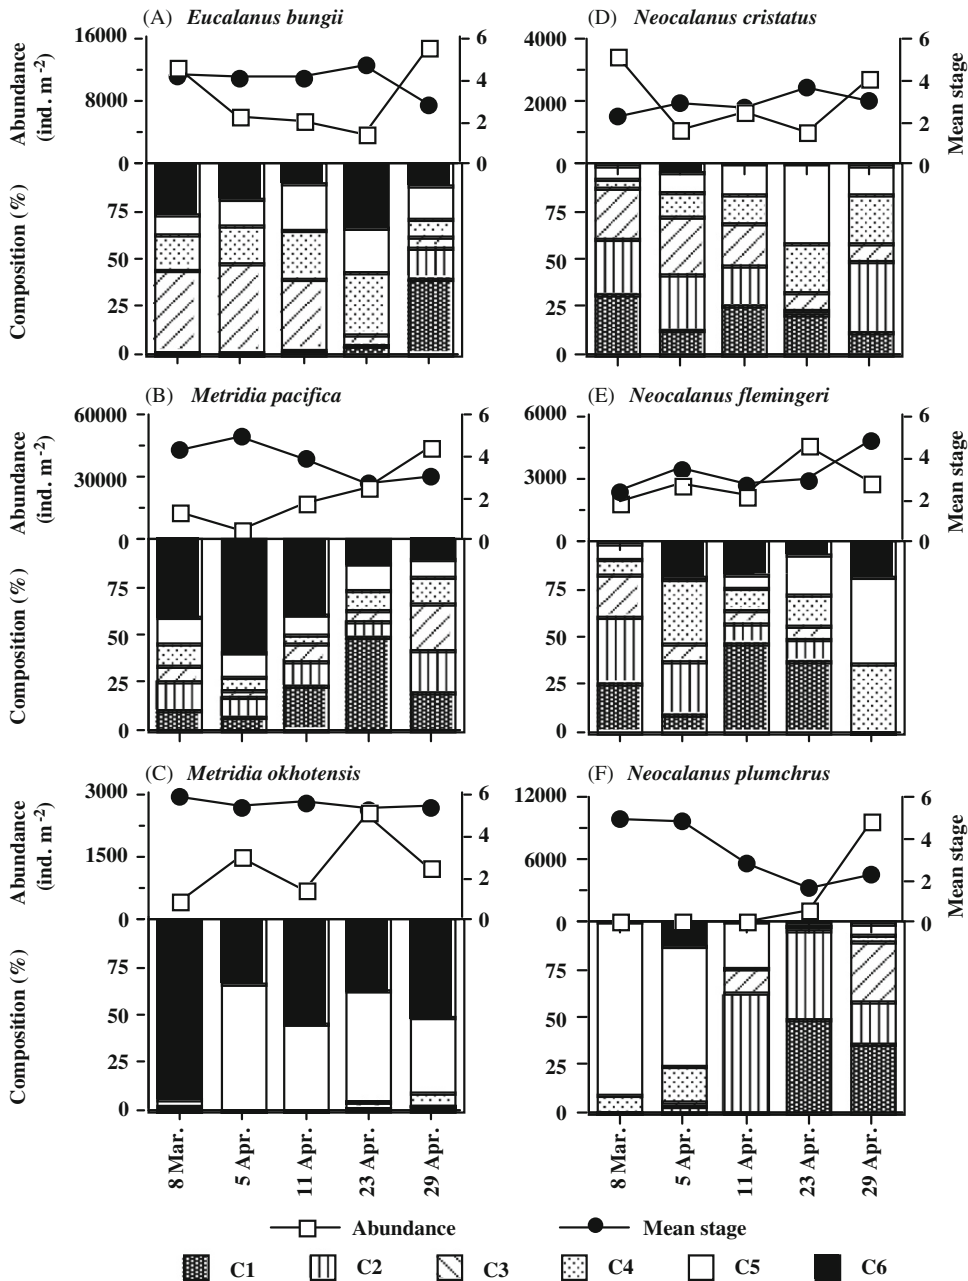 (A) Eucalanus bungii
(D) Neocalanus cristatus
16000
8000
0
6
4
2
0
4000
2000
0
6
4
2
0
Abundance
(ind. m-2)
Mean stage
Composition (%)
75
50
25
0
75
50
25
0
(B) Metridia pacifica
(E) Neocalanus flemingeri
60000
30000
0
6
4
2
0
6000
3000
0
6
4
2
0
Abundance
(ind. m-2)
Mean stage
Composition (%)
75
50
25
0
75
50
25
0
(C) Metridia okhotensis
(F) Neocalanus plumchrus
3000
1500
0
6
4
2
0
12000
6000
0
6
4
2
0
Abundance
(ind. m-2)
Mean stage
Composition (%)
75
50
25
0
75
50
25
0
8 Mar.
5 Apr.
11 Apr.
23 Apr.
29 Apr.
8 Mar.
5 Apr.
11 Apr.
23 Apr.
29 Apr.
Abundance
Mean stage
C1 C2 C3 C4 C5 C6